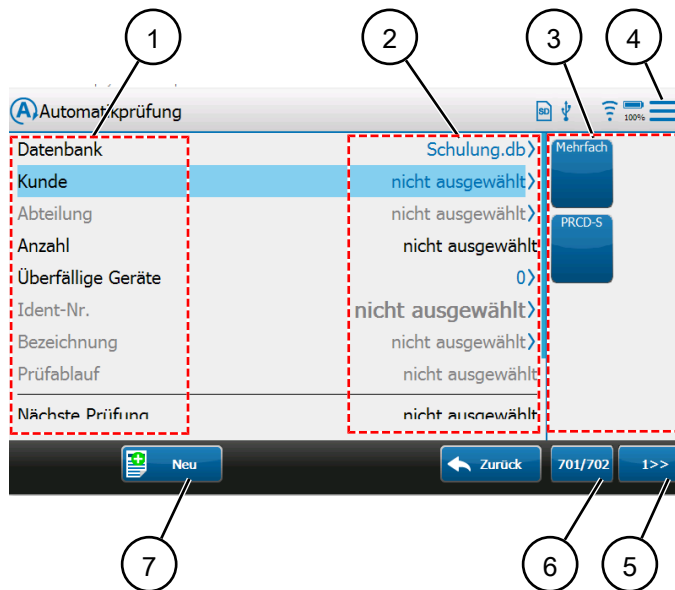 1 2 3 4
Automatikprüfung SD 100%
Datenbank Schulung.db Mehrfach
Kunde nicht ausgewählt
Abteilung nicht ausgewählt PRCD-S
Anzahl nicht ausgewählt
Überfällige Geräte 0
Ident-Nr. nicht ausgewählt
Bezeichnung nicht ausgewählt
Prüfablauf nicht ausgewählt
Nächste Prüfung nicht ausgewählt
Neu Zurück 701/702 1>>
7 6 5